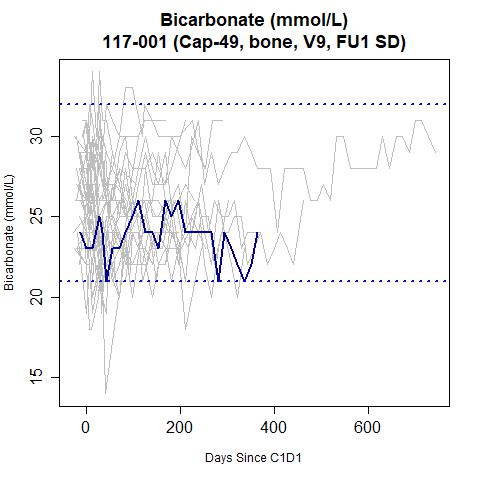 Bicarbonate (mmol/L)
117-001 (Cap-49, bone, V9, FU1 SD)
Bicarbonate (mmol/L)
30
25
20
15
0
200
400
600
Days Since C1D1